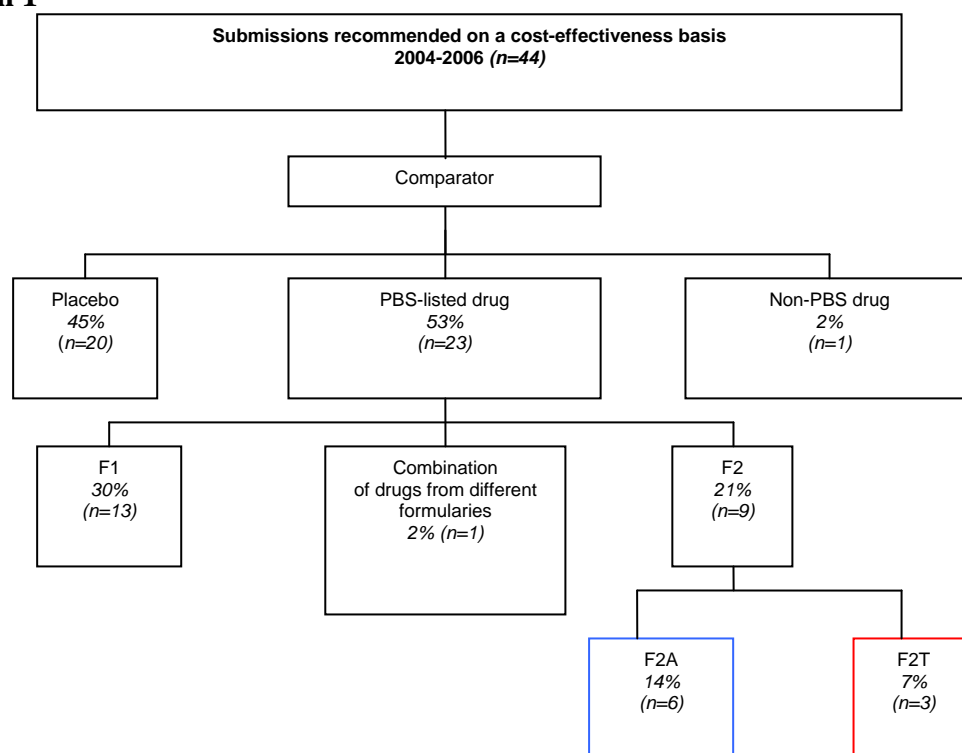 Submissions recommended on a cost-effectiveness basis
2004-2006 (n=44)
Comparator
Placebo
45%
(n=20)
PBS-listed drug
53%
(n=23)
Non-PBS drug
2%
(n=1)
F1
30%
(n=13)
Combination
of drugs from different
formularies
2% (n=1)
F2
21%
(n=9)
F2A
14%
(n=6)
F2T
7%
(n=3)